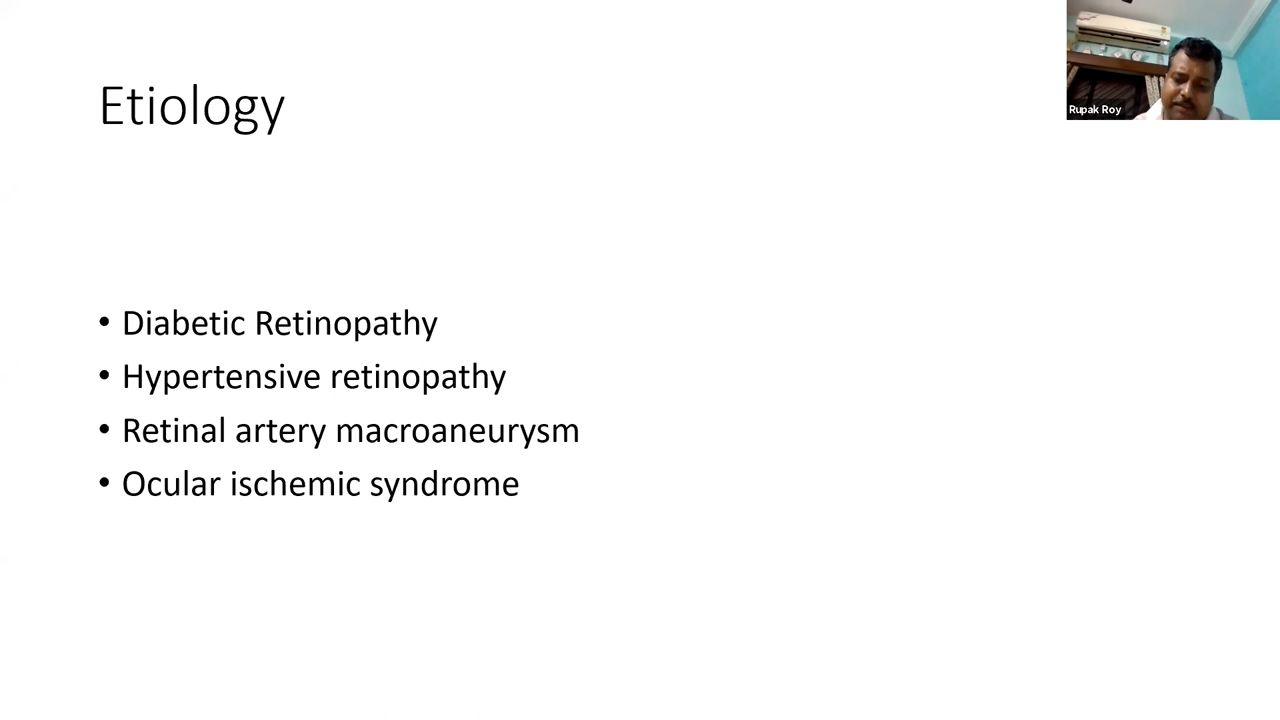 Etiology
Rupak Roy
• Diabetic Retinopathy
• Hypertensive retinopathy
• Retinal artery macroaneurysm
• Ocular ischemic syndrome